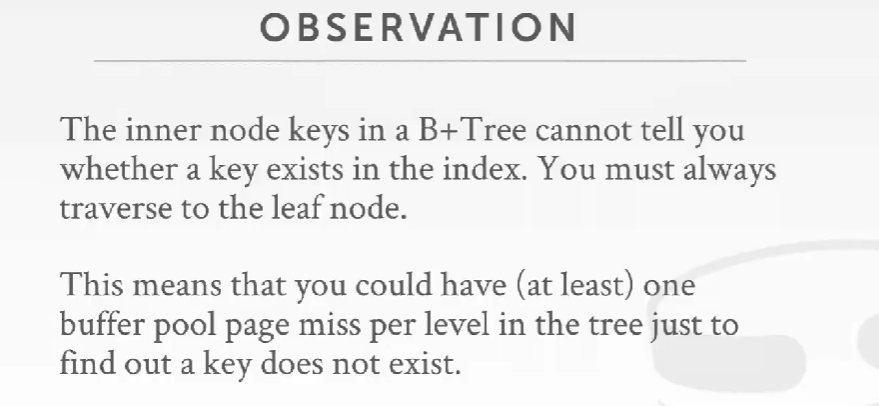 OBSERVATION
The inner node keys in a B+Tree cannot tell you
whether a key exists in the index. You must always
traverse to the leaf node.
This means that you could have (at least) one
buffer pool page miss per level in the tree just to
find out a key does not exist.